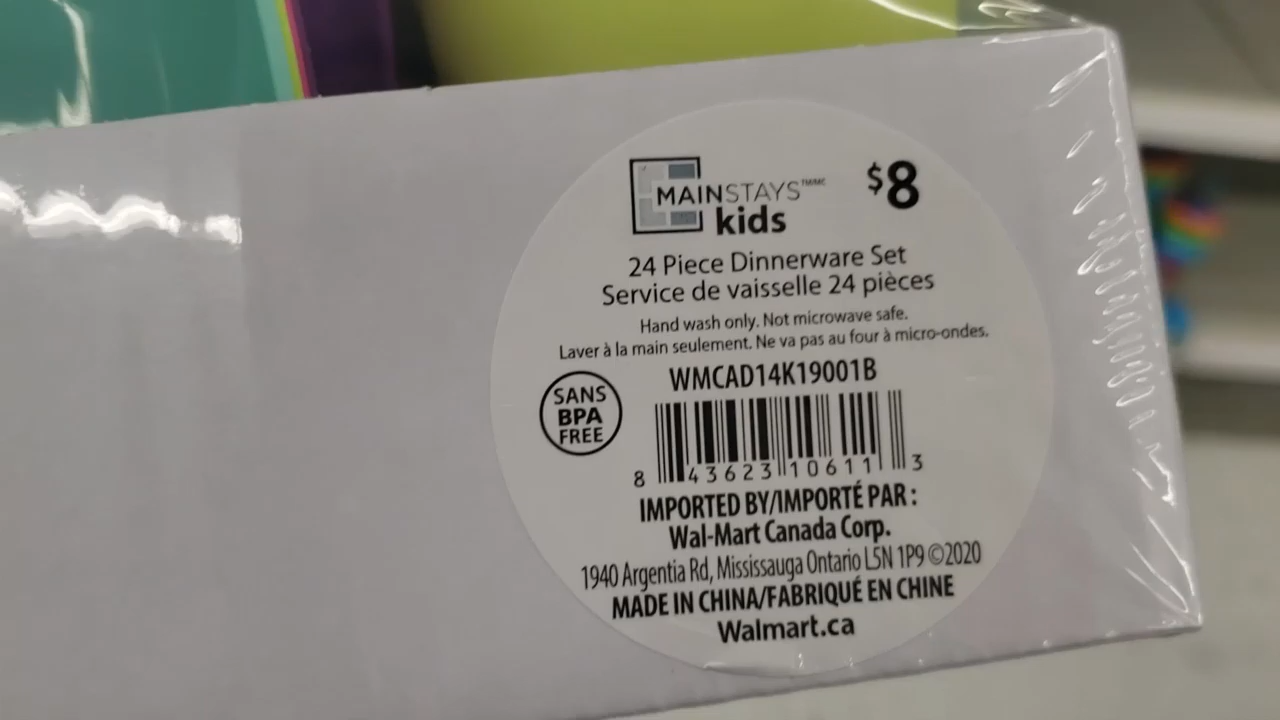 MAINSTAYS™/MC
kids
$8
24 Piece Dinnerware Set
Service de vaisselle 24 pièces
Hand wash only. Not microwave safe.
Laver à la main seulement. Ne va pas au four à micro-ondes.
SANS
BPA
FREE
WMCAD14K19001B
8 43623 10611 3
IMPORTED BY/IMPORTÉ PAR :
Wal-Mart Canada Corp.
1940 Argentia Rd, Mississauga Ontario L5N 1P9 ©2020
MADE IN CHINA/FABRIQUÉ EN CHINE
Walmart.ca